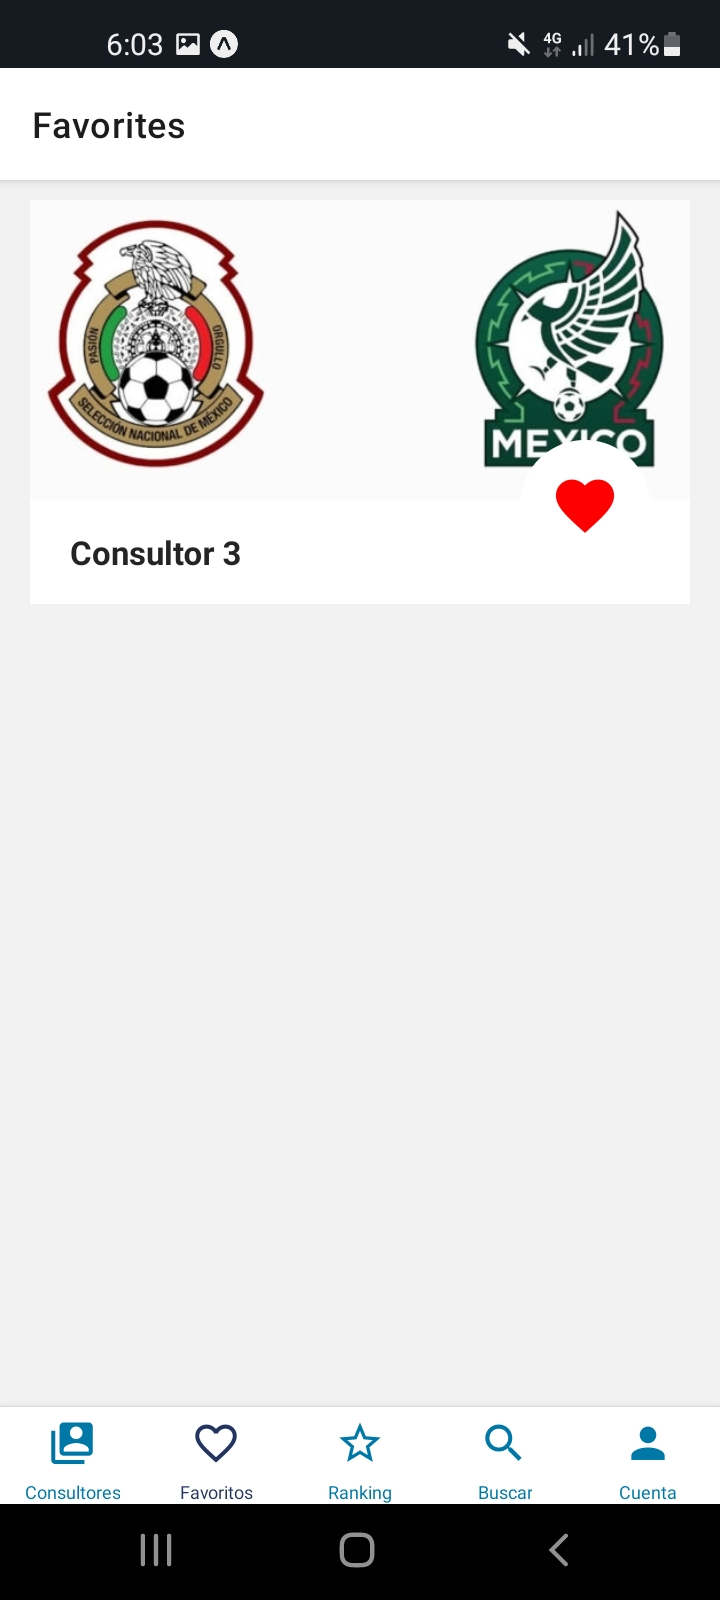 6:03 4G 41%
Favorites
PASIÓN
ORGULLO
SELECCIÓN NACIONAL DE MÉXICO
MEXICO
Consultor 3
Consultores Favoritos Ranking Buscar Cuenta